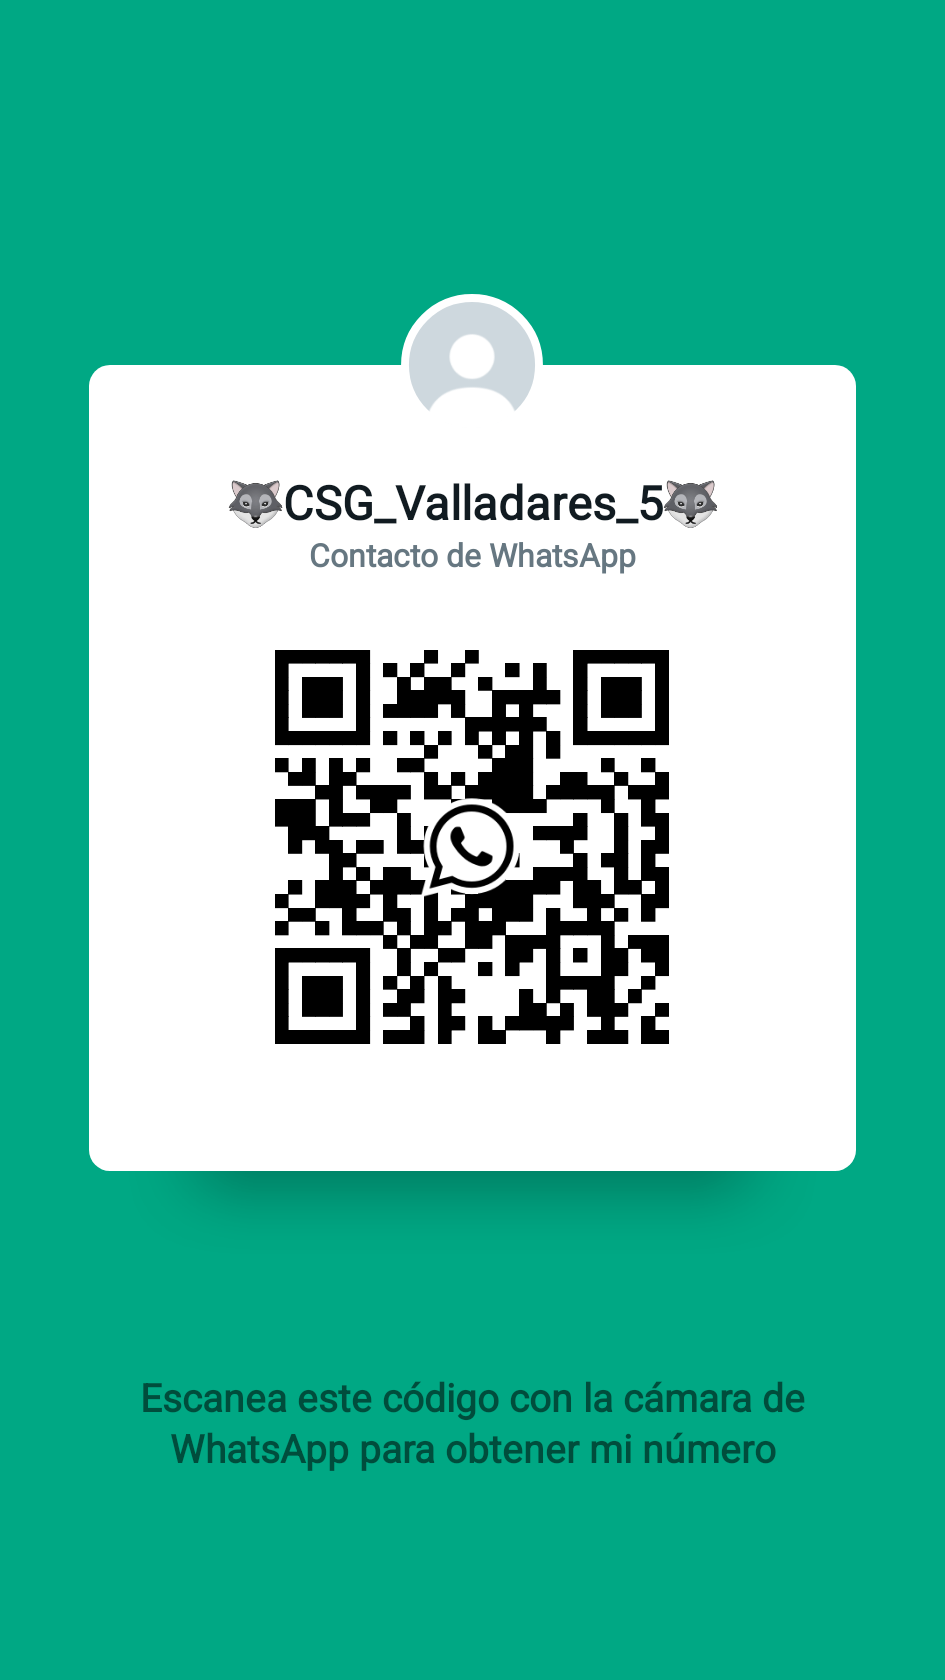 🐺CSG_Valladares_5🐺
Contacto de WhatsApp
Escanea este código con la cámara de
WhatsApp para obtener mi número